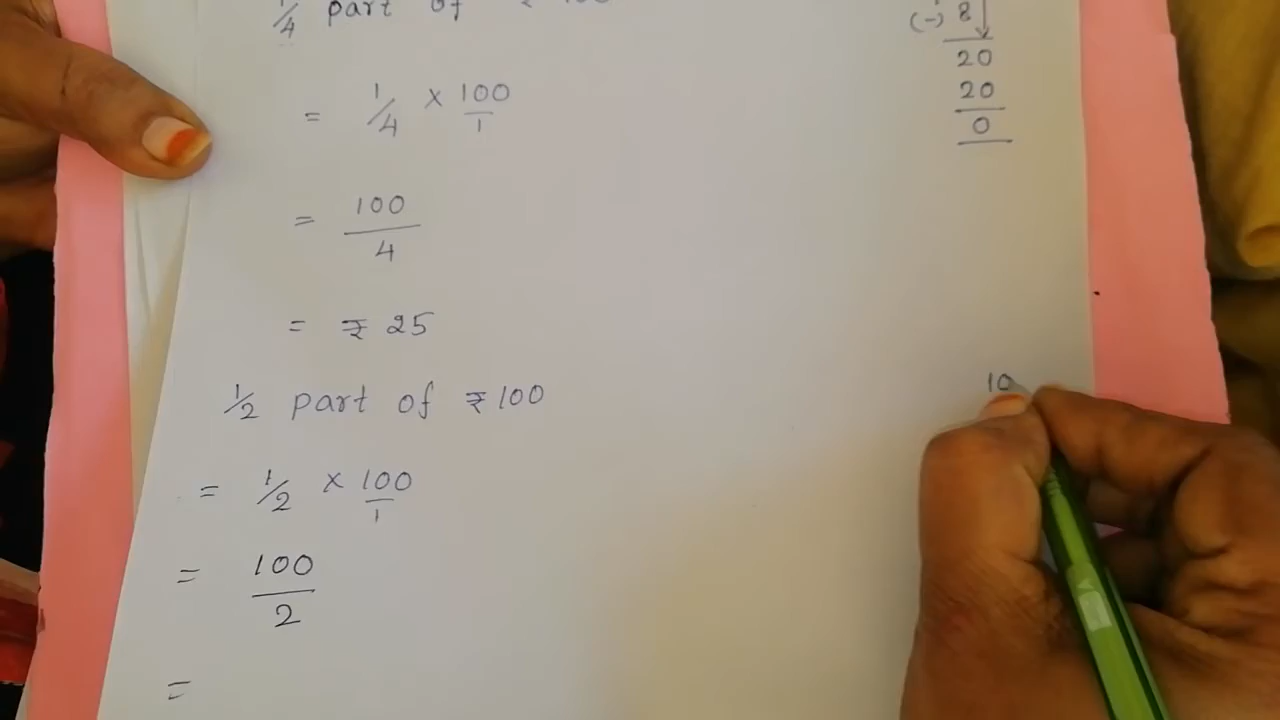 1/4 part of ₹ 100
= 1/4 × 100/1
= 100/4
= ₹ 25
1/2 part of ₹ 100
= 1/2 × 100/1
= 100/2
=
(-) 8
20
20
0
10